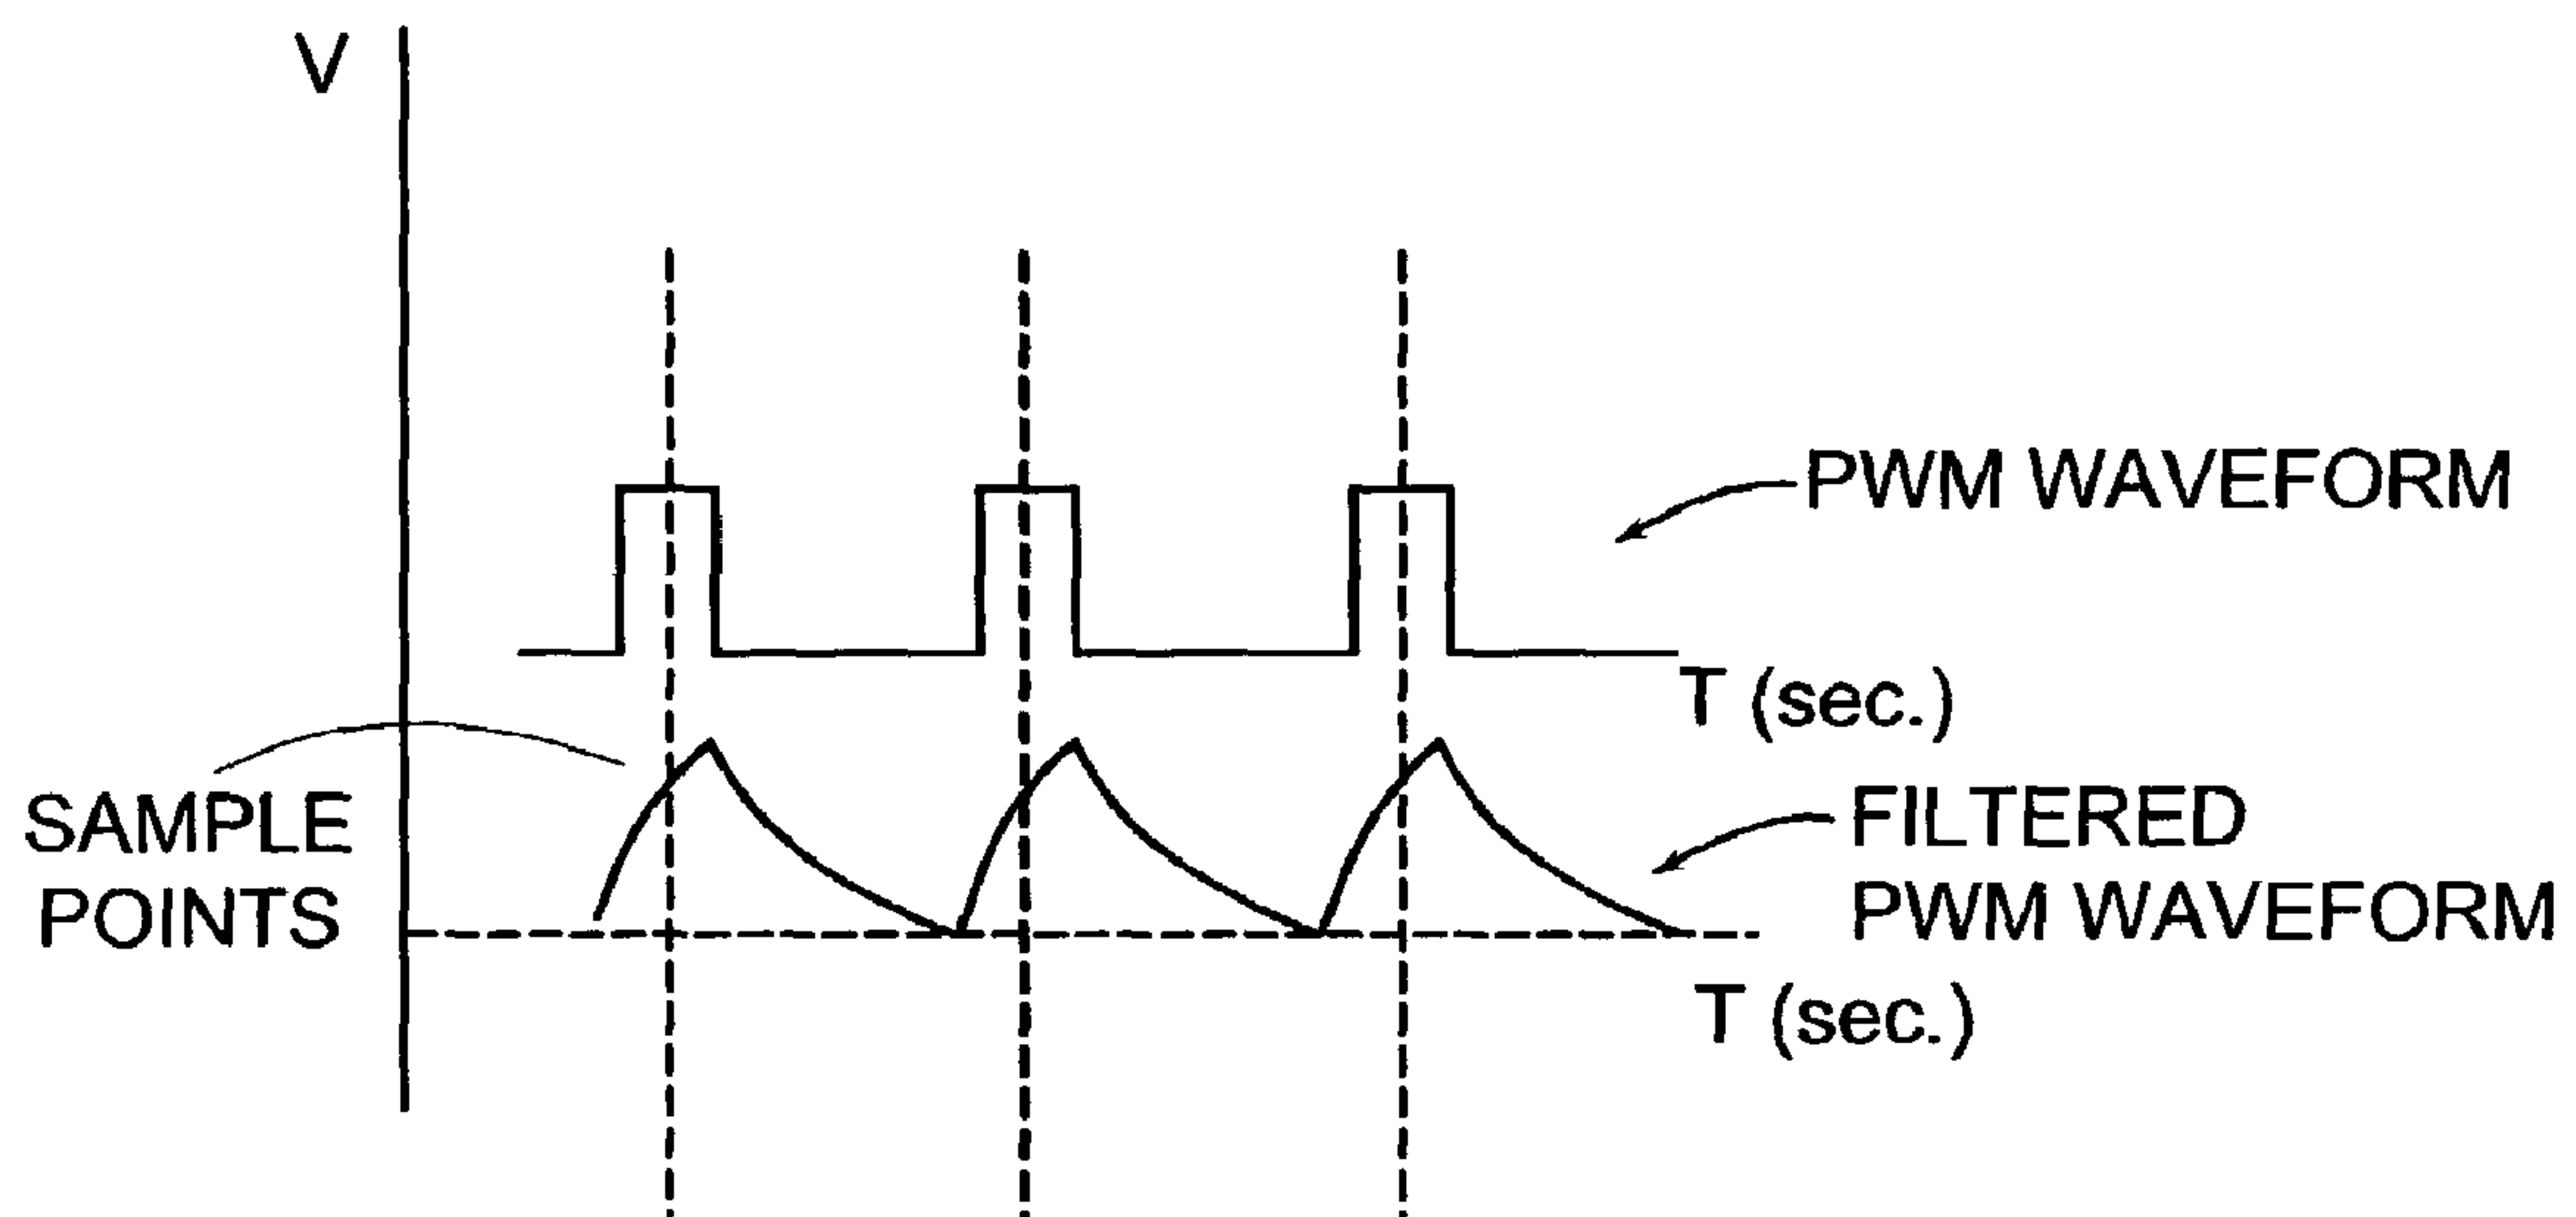 V
PWM WAVEFORM
T (sec.)
SAMPLE
POINTS
FILTERED
PWM WAVEFORM
T (sec.)